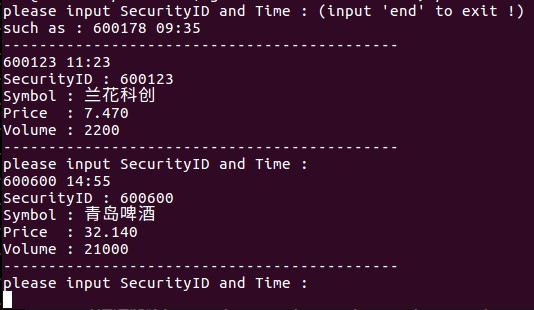 please input SecurityID and Time : (input 'end' to exit !)
such as : 600178 09:35
---------------------------------------------
600123 11:23
SecurityID : 600123
Symbol : 兰花科创
Price  : 7.470
Volume : 2200
---------------------------------------------
please input SecurityID and Time :
600600 14:55
SecurityID : 600600
Symbol : 青岛啤酒
Price  : 32.140
Volume : 21000
---------------------------------------------
please input SecurityID and Time :